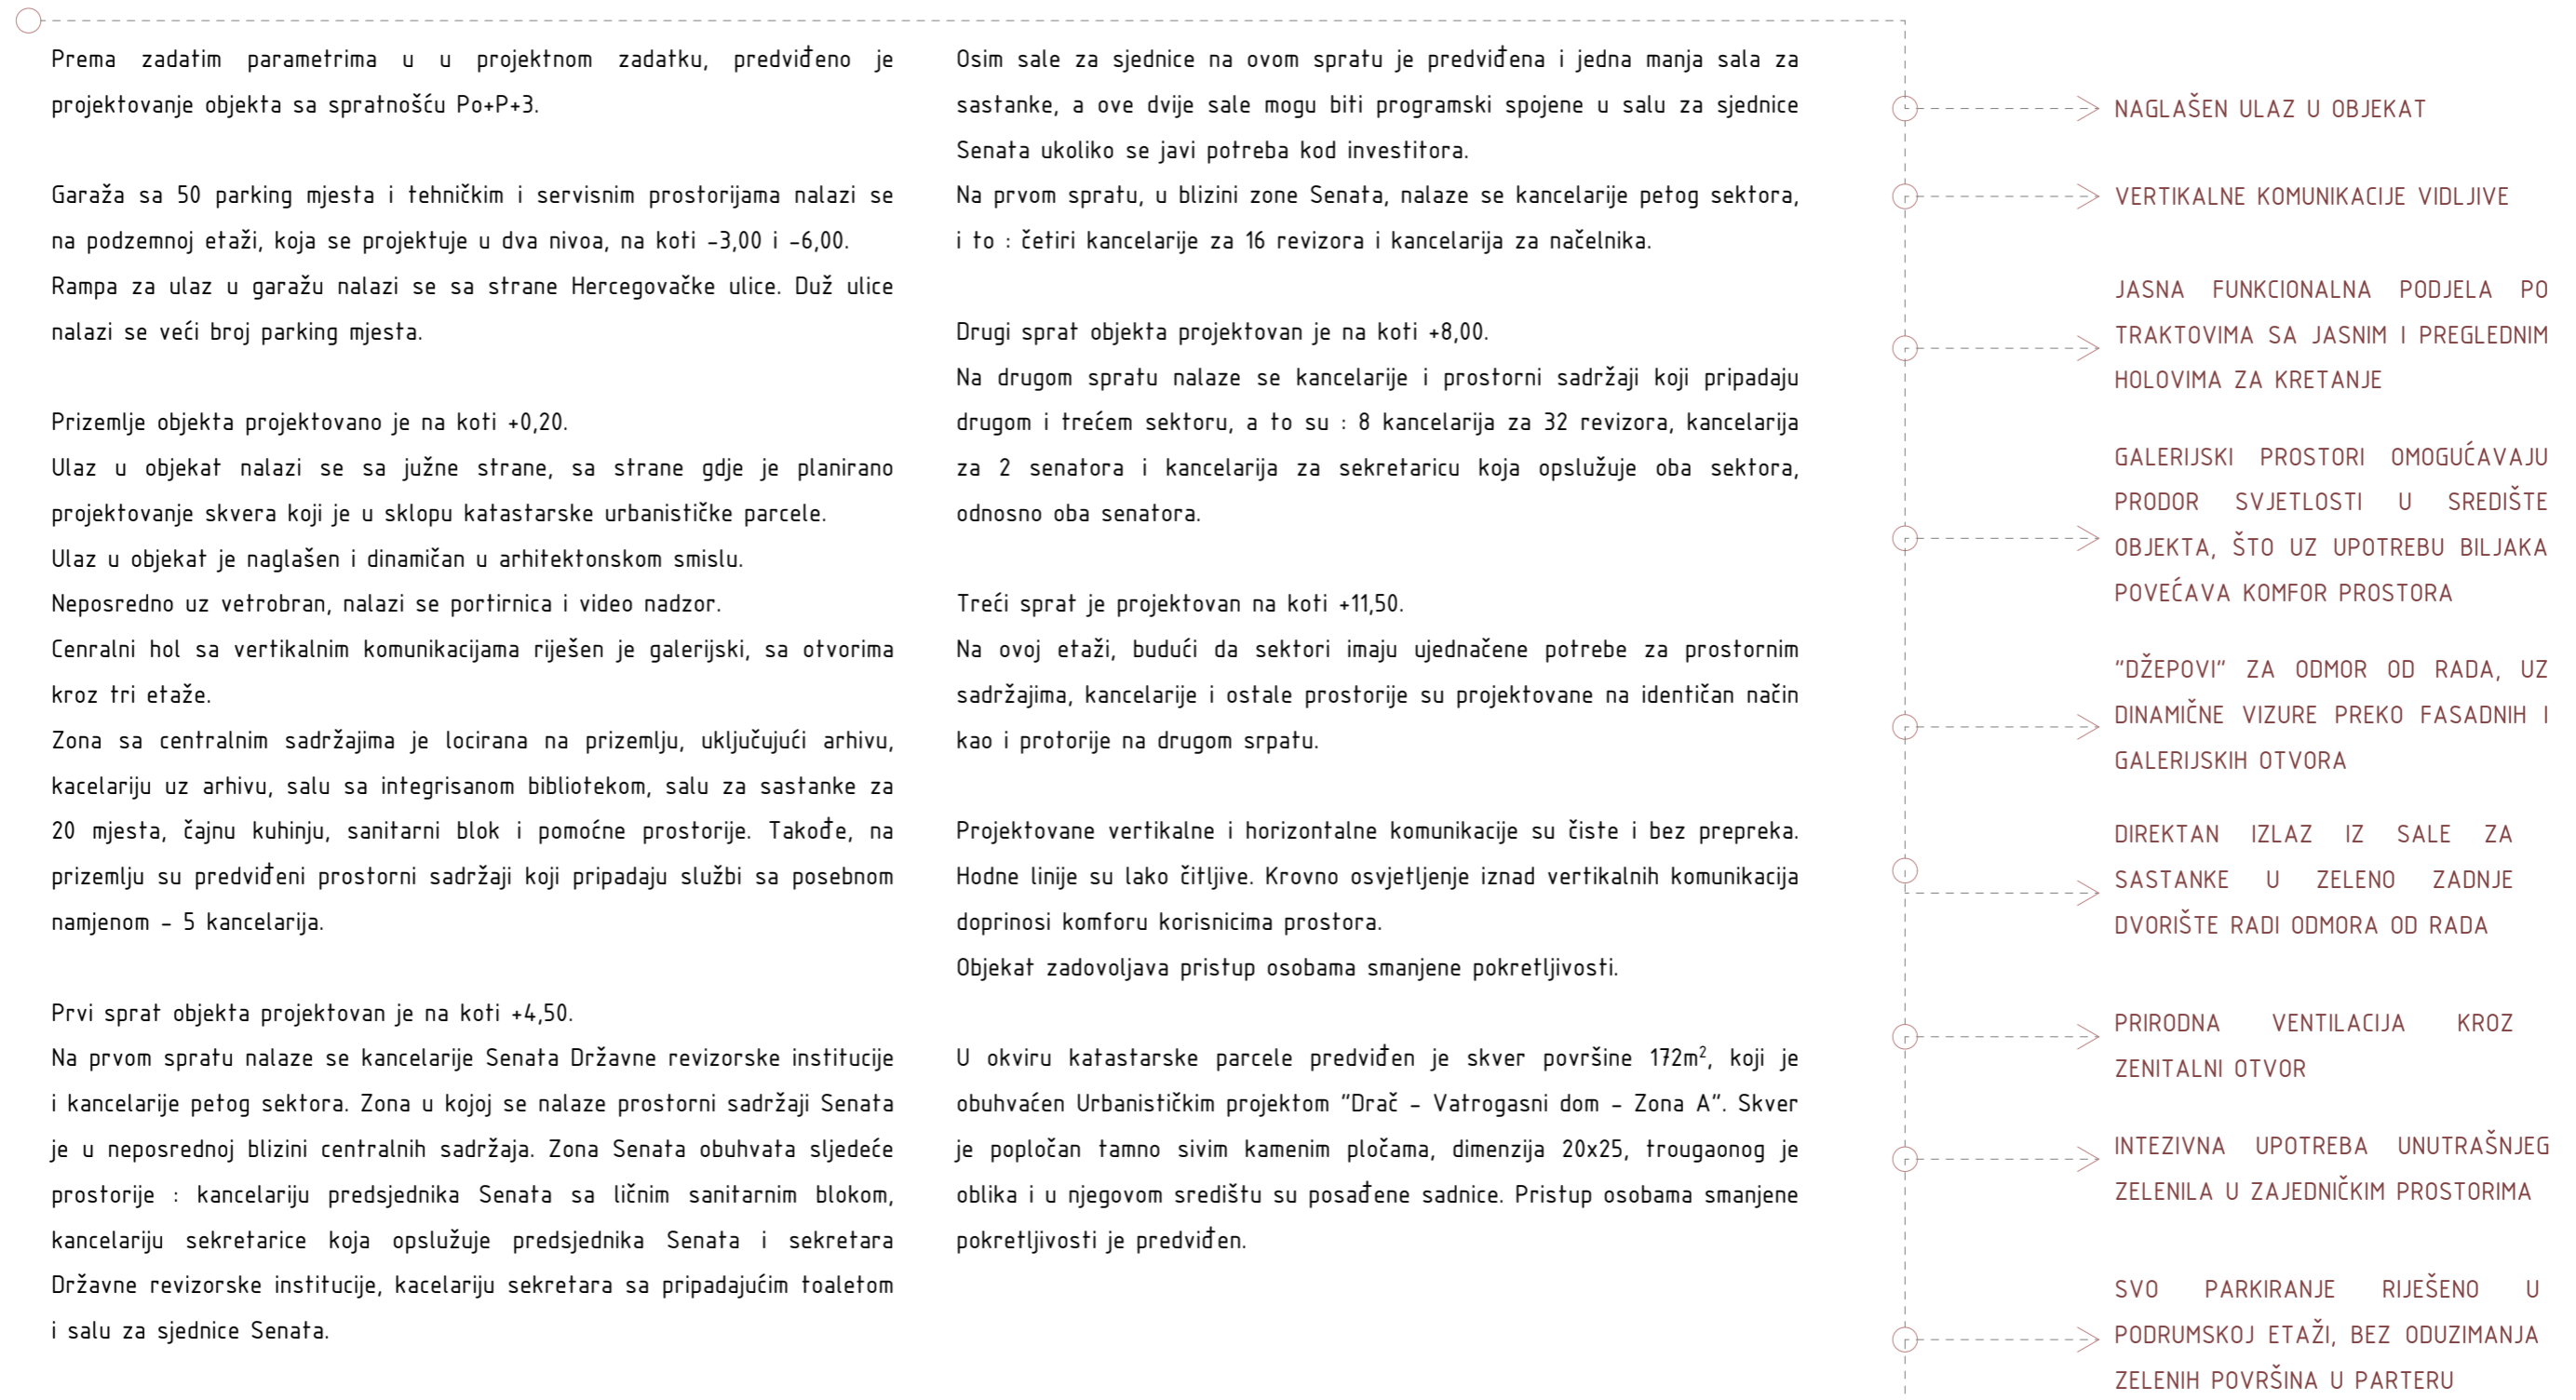 Prema zadatim parametrima u u projektnom zadatku, predviđeno je
projektovanje objekta sa spratnošću Po+P+3.
Garaža sa 50 parking mjesta i tehničkim i servisnim prostorijama nalazi se
na podzemnoj etaži, koja se projektuje u dva nivoa, na koti -3,00 i -6,00.
Rampa za ulaz u garažu nalazi se sa strane Hercegovačke ulice. Duž ulice
nalazi se veći broj parking mjesta.
Prizemlje objekta projektovano je na koti +0,20.
Ulaz u objekat nalazi se sa južne strane, sa strane gdje je planirano
projektovanje skvera koji je u sklopu katastarske urbanističke parcele.
Ulaz u objekat je naglašen i dinamičan u arhitektonskom smislu.
Neposredno uz vetrobran, nalazi se portirnica i video nadzor.
Cenralni hol sa vertikalnim komunikacijama riješen je galerijski, sa otvorima
kroz tri etaže.
Zona sa centralnim sadržajima je locirana na prizemlju, uključujući arhivu,
kacelariju uz arhivu, salu sa integrisanom bibliotekom, salu za sastanke za
20 mjesta, čajnu kuhinju, sanitarni blok i pomoćne prostorije. Takođe, na
prizemlju su predviđeni prostorni sadržaji koji pripadaju službi sa posebnom
namjenom - 5 kancelarija.
Prvi sprat objekta projektovan je na koti +4,50.
Na prvom spratu nalaze se kancelarije Senata Državne revizorske institucije
i kancelarije petog sektora. Zona u kojoj se nalaze prostorni sadržaji Senata
je u neposrednoj blizini centralnih sadržaja. Zona Senata obuhvata sljedeće
prostorije : kancelariju predsjednika Senata sa ličnim sanitarnim blokom,
kancelariju sekretarice koja opslužuje predsjednika Senata i sekretara
Državne revizorske institucije, kacelariju sekretara sa pripadajućim toaletom
i salu za sjednice Senata.
Osim sale za sjednice na ovom spratu je predviđena i jedna manja sala za
sastanke, a ove dvije sale mogu biti programski spojene u salu za sjednice
Senata ukoliko se javi potreba kod investitora.
Na prvom spratu, u blizini zone Senata, nalaze se kancelarije petog sektora,
i to : četiri kancelarije za 16 revizora i kancelarija za načelnika.
Drugi sprat objekta projektovan je na koti +8,00.
Na drugom spratu nalaze se kancelarije i prostorni sadržaji koji pripadaju
drugom i trećem sektoru, a to su : 8 kancelarija za 32 revizora, kancelarija
za 2 senatora i kancelarija za sekretaricu koja opslužuje oba sektora,
odnosno oba senatora.
Treći sprat je projektovan na koti +11,50.
Na ovoj etaži, budući da sektori imaju ujednačene potrebe za prostornim
sadržajima, kancelarije i ostale prostorije su projektovane na identičan način
kao i protorije na drugom srpatu.
Projektovane vertikalne i horizontalne komunikacije su čiste i bez prepreka.
Hodne linije su lako čitljive. Krovno osvjetljenje iznad vertikalnih komunikacija
doprinosi komforu korisnicima prostora.
Objekat zadovoljava pristup osobama smanjene pokretljivosti.
U okviru katastarske parcele predviđen je skver površine 172m², koji je
obuhvaćen Urbanističkim projektom "Drač - Vatrogasni dom - Zona A". Skver
je popločan tamno sivim kamenim pločama, dimenzija 20x25, trougaonog je
oblika i u njegovom središtu su posađene sadnice. Pristup osobama smanjene
pokretljivosti je predviđen.
NAGLAŠEN ULAZ U OBJEKAT
VERTIKALNE KOMUNIKACIJE VIDLJIVE
JASNA FUNKCIONALNA PODJELA PO
TRAKTOVIMA SA JASNIM I PREGLEDNIM
HOLOVIMA ZA KRETANJE
GALERIJSKI PROSTORI OMOGUĆAVAJU
PRODOR SVJETLOSTI U SREDIŠTE
OBJEKTA, ŠTO UZ UPOTREBU BILJAKA
POVEĆAVA KOMFOR PROSTORA
"DŽEPOVI" ZA ODMOR OD RADA, UZ
DINAMIČNE VIZURE PREKO FASADNIH I
GALERIJSKIH OTVORA
DIREKTAN IZLAZ IZ SALE ZA
SASTANKE U ZELENO ZADNJE
DVORIŠTE RADI ODMORA OD RADA
PRIRODNA VENTILACIJA KROZ
ZENITALNI OTVOR
INTEZIVNA UPOTREBA UNUTRAŠNJEG
ZELENILA U ZAJEDNIČKIM PROSTORIMA
SVO PARKIRANJE RIJEŠENO U
PODRUMSKOJ ETAŽI, BEZ ODUZIMANJA
ZELENIH POVRŠINA U PARTERU